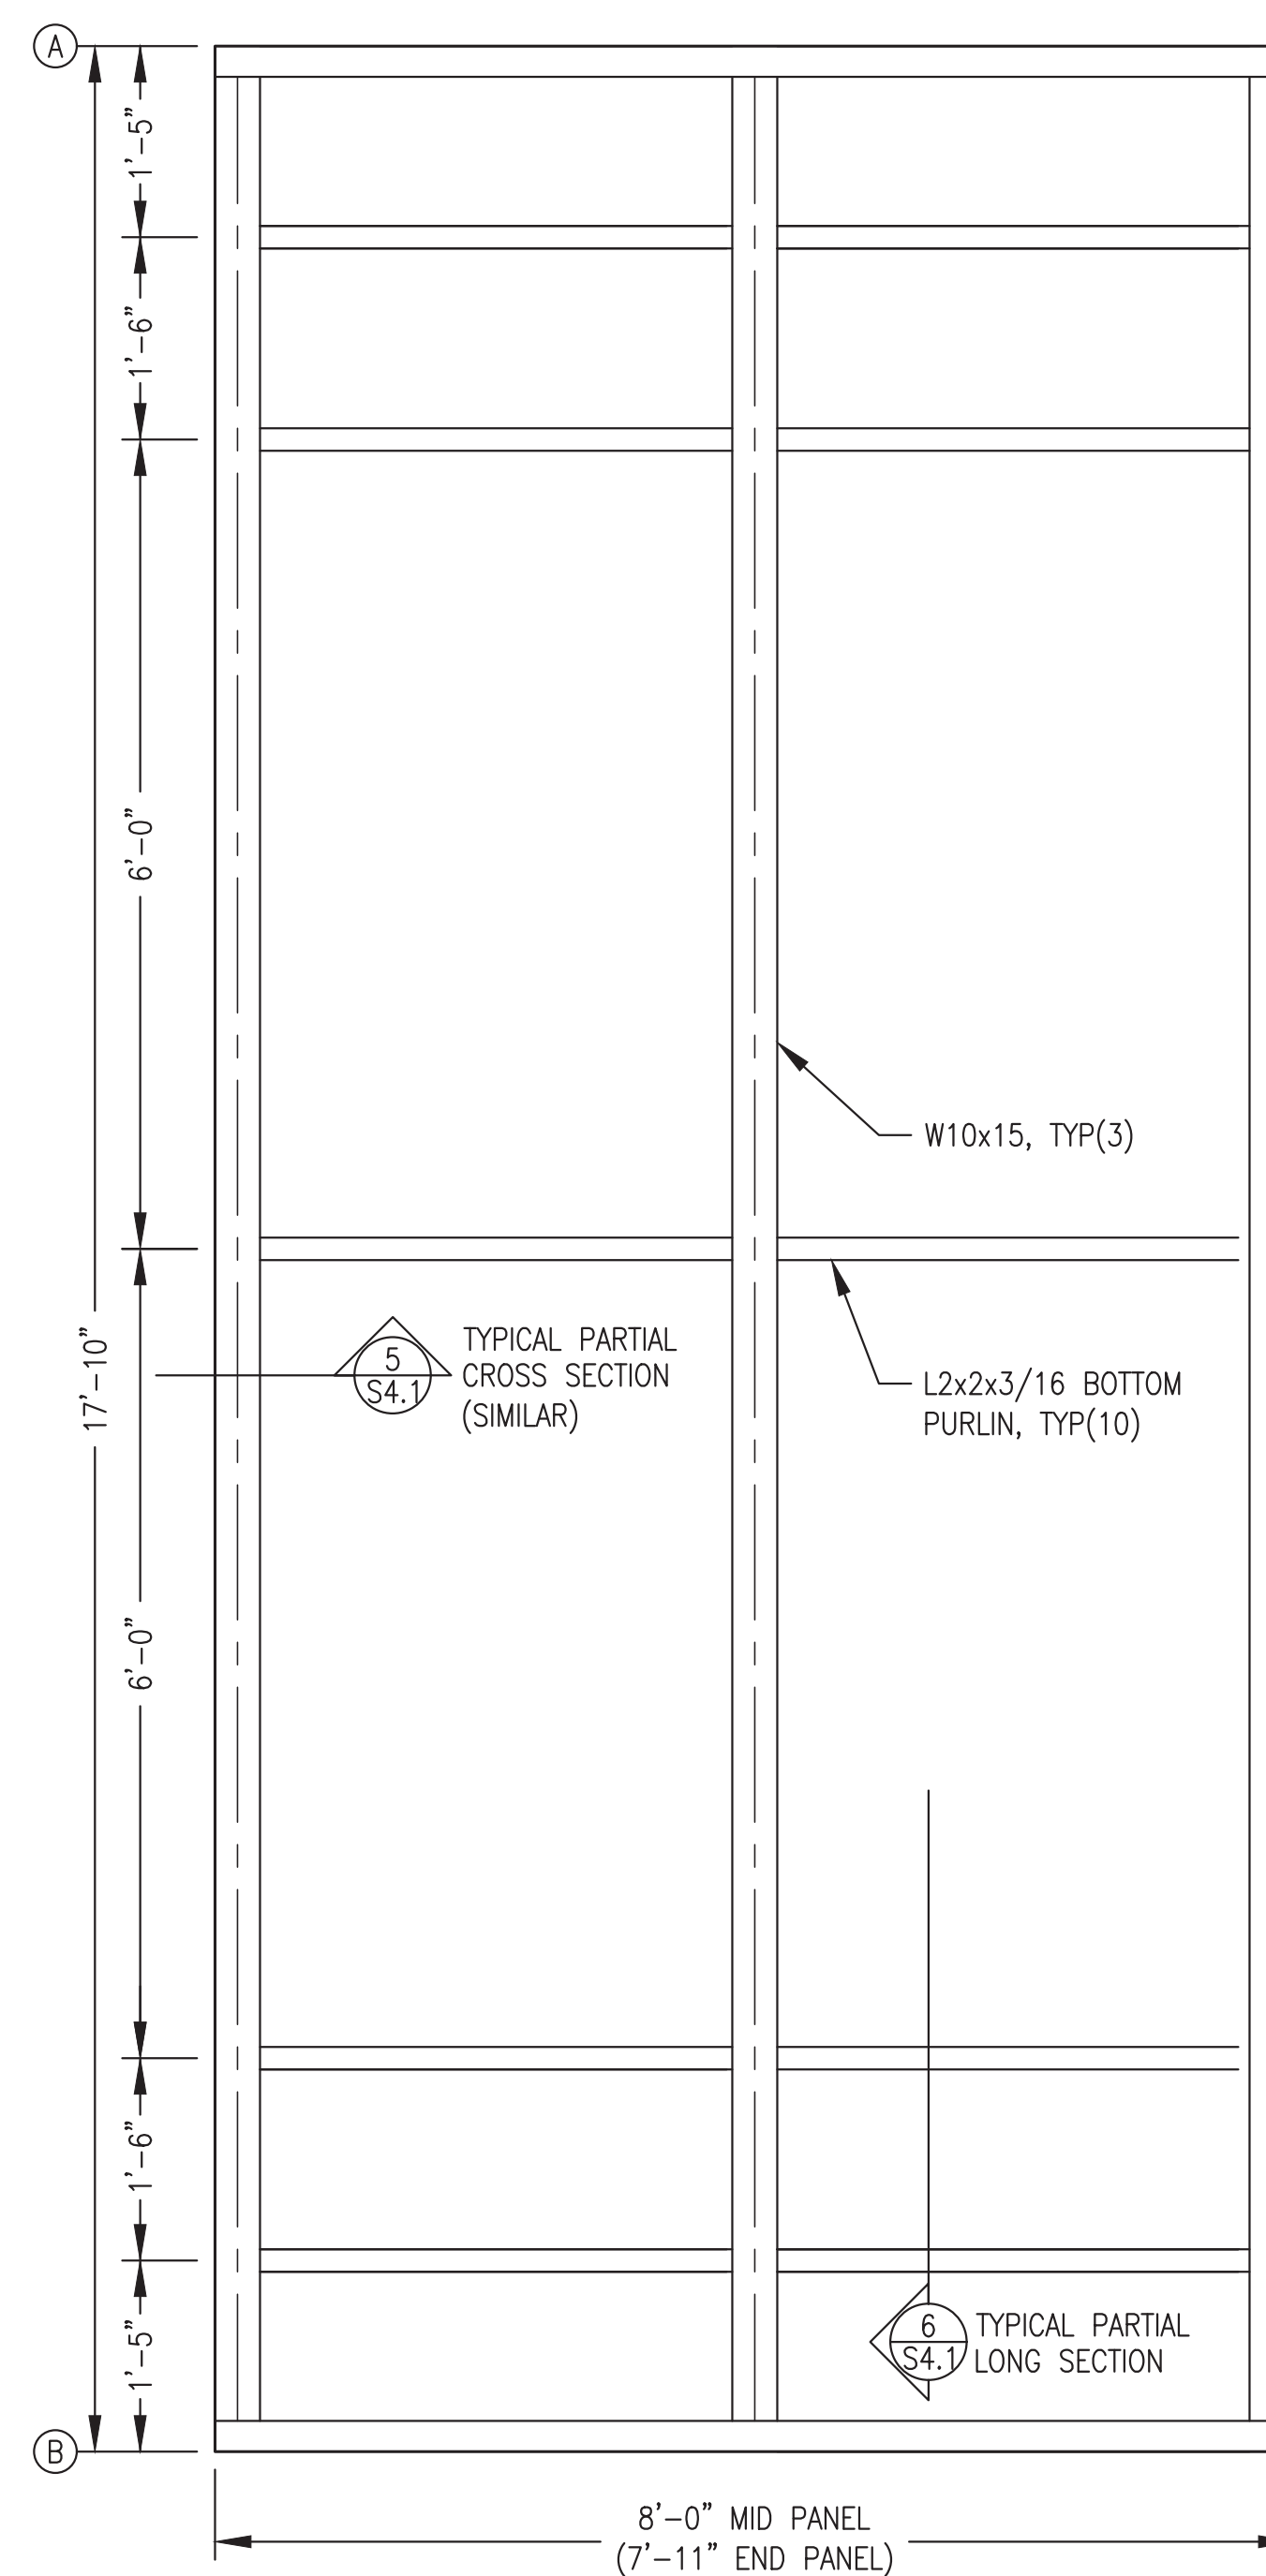 A
1'-5"
1'-6"
6'-0"
W10x15, TYP(3)
17'-10"
5
S4.1
TYPICAL PARTIAL
CROSS SECTION
(SIMILAR)
L2x2x3/16 BOTTOM
PURLIN, TYP(10)
6'-0"
1'-6"
1'-5"
6
S4.1
TYPICAL PARTIAL
LONG SECTION
B
8'-0" MID PANEL
(7'-11" END PANEL)